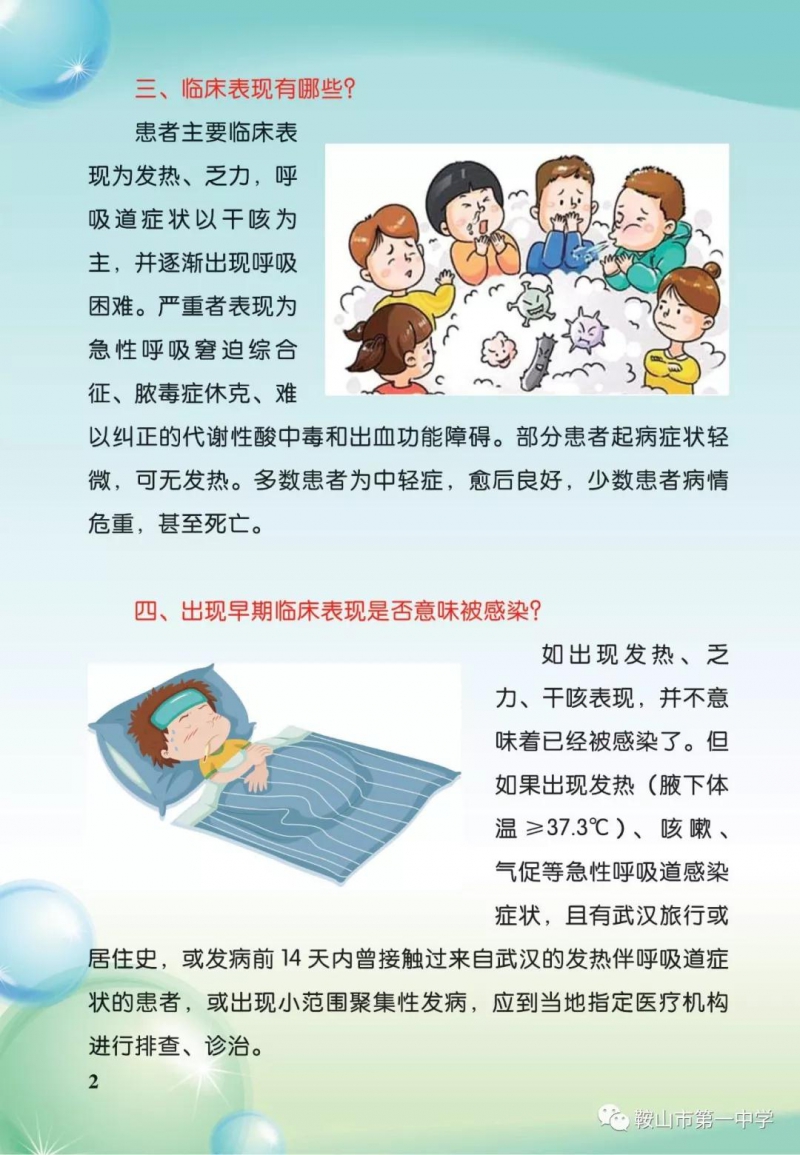 三、临床表现有哪些？
患者主要临床表
现为发热、乏力，呼
吸道症状以干咳为
主，并逐渐出现呼吸
困难。严重者表现为
急性呼吸窘迫综合
征、脓毒症休克、难
以纠正的代谢性酸中毒和出血功能障碍。部分患者起病症状轻
微，可无发热。多数患者为中轻症，愈后良好，少数患者病情
危重，甚至死亡。
四、出现早期临床表现是否意味被感染？
如出现发热、乏
力、干咳表现，并不意
味着已经被感染了。但
如果出现发热（腋下体
温≥37.3℃）、咳嗽、
气促等急性呼吸道感染
症状，且有武汉旅行或
居住史，或发病前14天内曾接触过来自武汉的发热伴呼吸道症
状的患者，或出现小范围聚集性发病，应到当地指定医疗机构
进行排查、诊治。
2
鞍山市第一中学